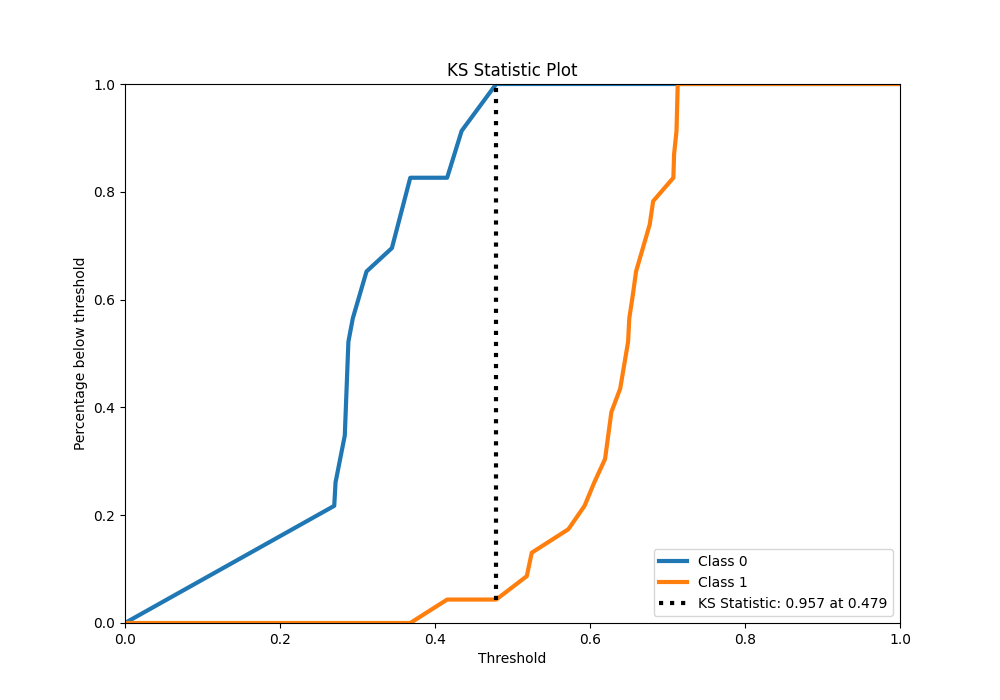 KS Statistic Plot
1.0
0.8
0.6
0.4
0.2
0.0
Percentage below threshold
0.0 0.2 0.4 0.6 0.8 1.0
Threshold
Class 0
Class 1
KS Statistic: 0.957 at 0.479